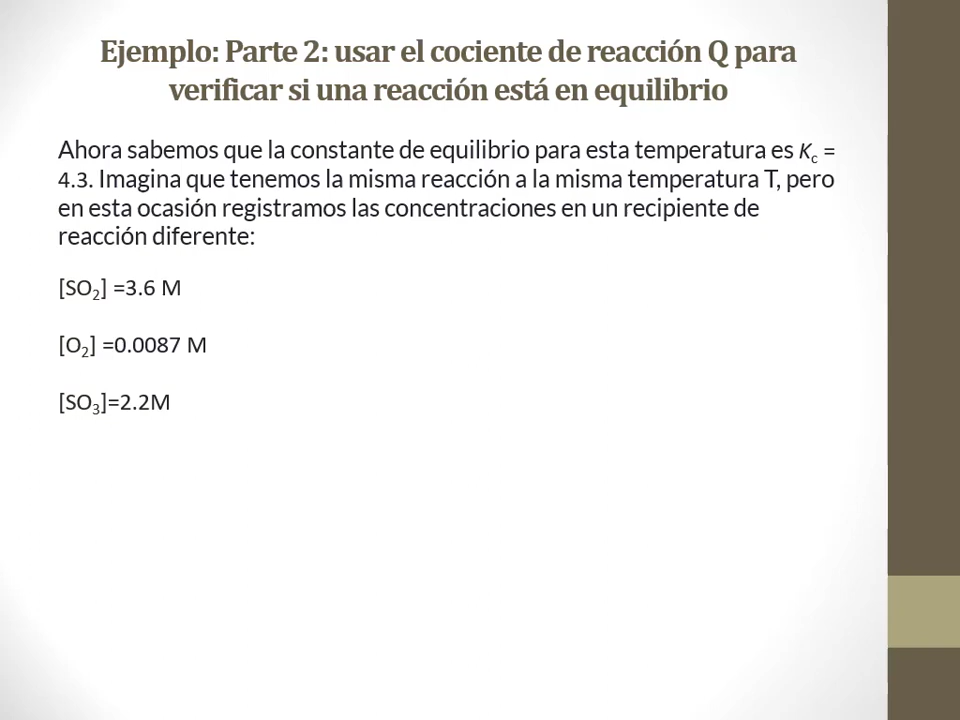 Ejemplo: Parte 2: usar el cociente de reacción Q para
verificar si una reacción está en equilibrio
Ahora sabemos que la constante de equilibrio para esta temperatura es Kc =
4.3. Imagina que tenemos la misma reacción a la misma temperatura T, pero
en esta ocasión registramos las concentraciones en un recipiente de
reacción diferente:
[SO₂] =3.6 M
[O₂] =0.0087 M
[SO₃]=2.2M